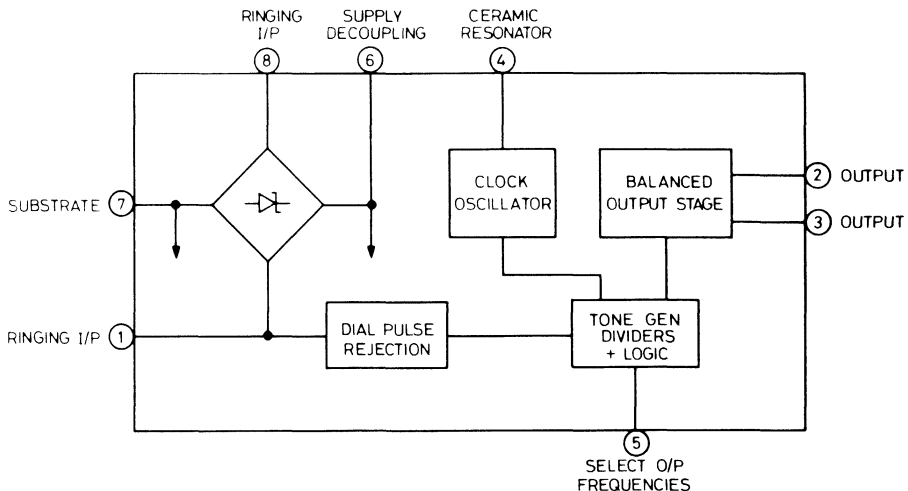 RINGING
I/P
8
SUPPLY
DECOUPLING
6
CERAMIC
RESONATOR
4
SUBSTRATE 7
CLOCK
OSCILLATOR
BALANCED
OUTPUT STAGE
2 OUTPUT
3 OUTPUT
RINGING I/P 1
DIAL PULSE
REJECTION
TONE GEN
DIVIDERS
+ LOGIC
5
SELECT O/P
FREQUENCIES